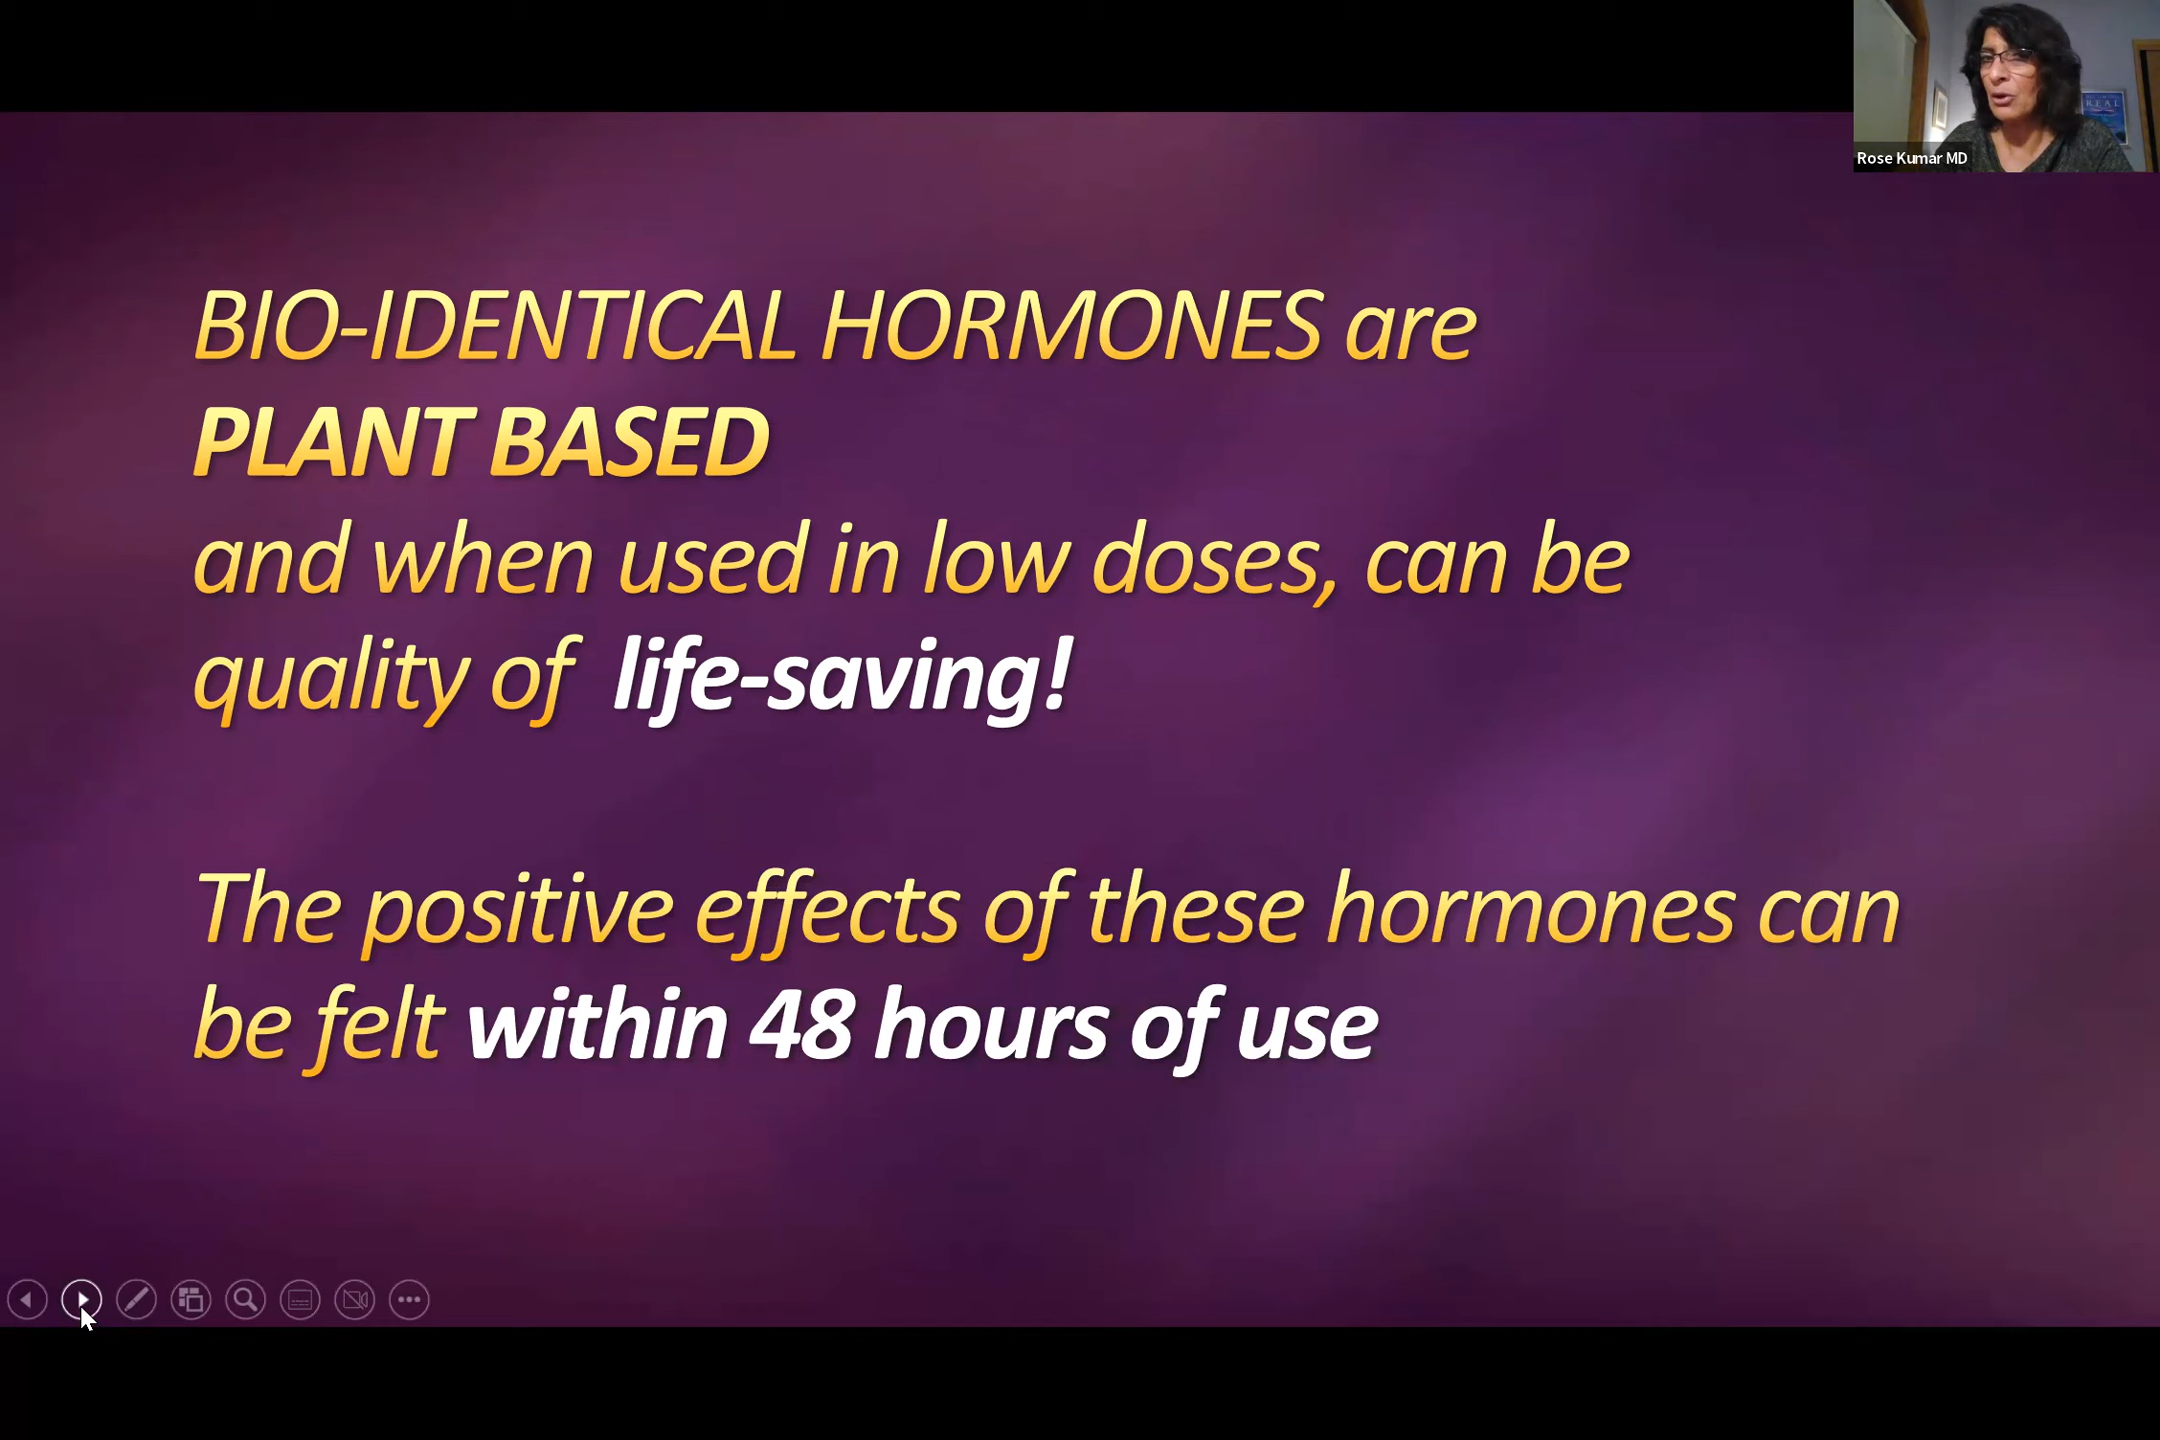 REAL
Rose Kumar MD
BIO-IDENTICAL HORMONES are
PLANT BASED
and when used in low doses, can be
quality of life-saving!
The positive effects of these hormones can
be felt within 48 hours of use